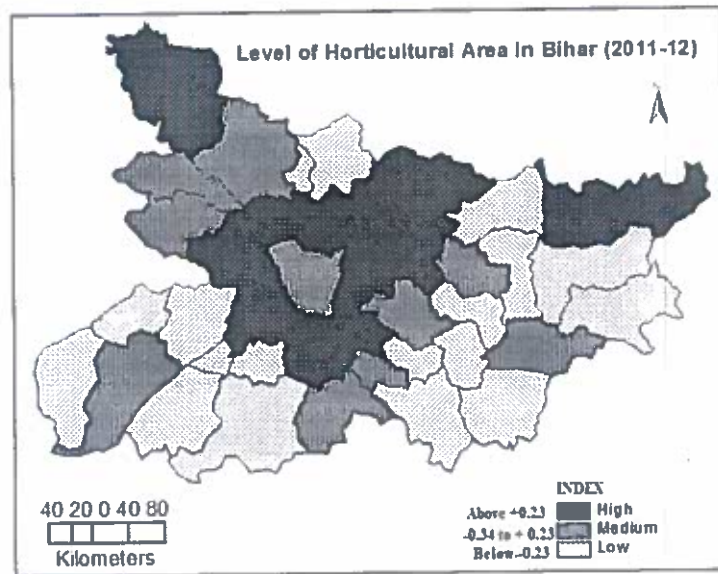 Level of Horticultural Area in Bihar (2011-12)
INDEX
Above +0.23 High
-0.34 to + 0.23 Medium
Below.-0.23 Low
40 20 0 40 80
Kilometers